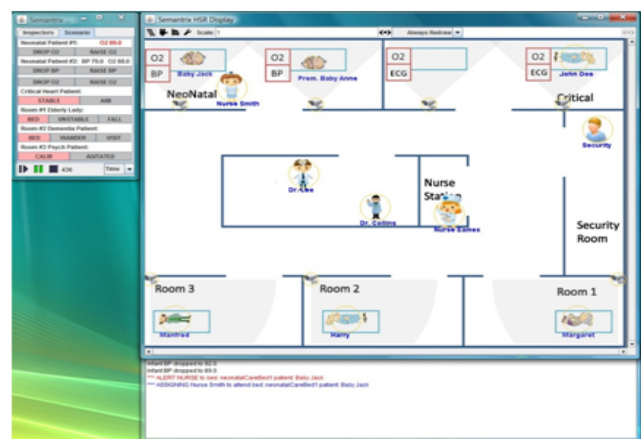 Semantrix
Inspectors Scenario
Neonatal Patient #1: O2 89.0
DROP O2 RAISE O2
Neonatal Patient #2: BP 75.0 O2 88.0
DROP BP RAISE BP
DROP O2 RAISE O2
Critical Heart Patient:
STABLE AMI
Room #1 Elderly Lady:
BED UNSTABLE FALL
Room #2 Dementia Patient:
BED WANDER VISIT
Room #3 Psych Patient:
CALM AGITATED
436 Time
Semantrix HSR Display
Scale: 1 Always Redraw
O2 O2 O2 O2
BP BP ECG ECG
Baby Jack Prem. Baby Anne John Doe
NeoNatal Critical
Nurse Smith
Security
Dr. Lee
Nurse
Station
Dr. Collins
Nurse Eames
Security
Room
Room 3 Room 2 Room 1
Manfred Harry Margaret
Infant BP dropped to 92.0
Infant BP dropped to 89.0
*** ALERT NURSE to bed: neonatalCareBed1 patient: Baby Jack
*** ASSIGNING Nurse Smith to attend bed: neonatalCareBed1 patient: Baby Jack